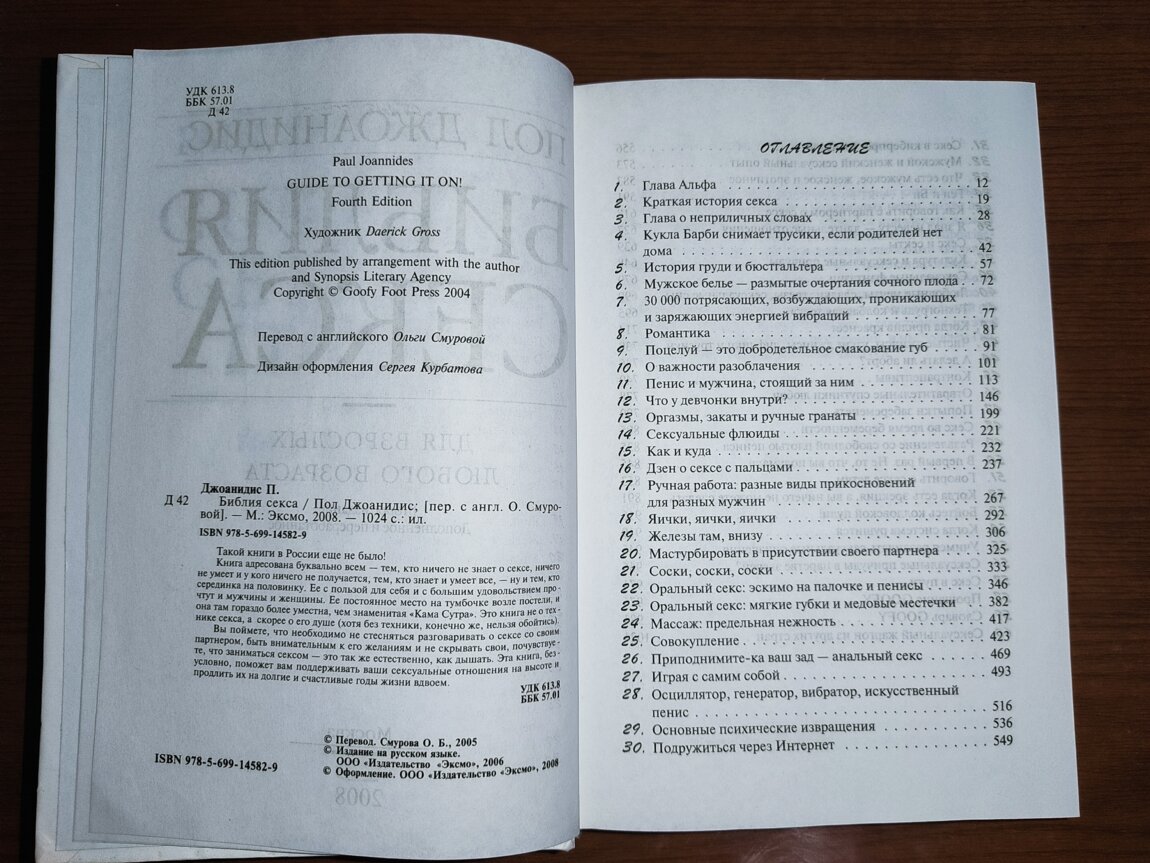 УДК 613.8
ББК 57.01
Д 42
Paul Joannides
GUIDE TO GETTING IT ON!
Fourth Edition
Художник Daerick Gross
This edition published by arrangement with the author
and Synopsis Literary Agency
Copyright © Goofy Foot Press 2004
Перевод с английского Ольги Смуровой
Дизайн оформления Сергея Курбатова
Джоанидис П.
Д 42 Библия секса / Пол Джоанидис; [пер. с англ. О. Смуро-
вой]. — М.: Эксмо, 2008. — 1024 с.: ил.
ISBN 978-5-699-14582-9
Такой книги в России еще не было!
Книга адресована буквально всем — тем, кто ничего не знает о сексе, ничего
не умеет и у кого ничего не получается, тем, кто знает и умеет все, — ну и тем, кто
серединка на половинку. Ее с пользой для себя и с большим удовольствием про-
чтут и мужчины и женщины. Ее постоянное место на тумбочке возле постели, и
она там гораздо более уместна, чем знаменитая «Кама Сутра». Это книга не о тех-
нике секса, а скорее о его душе (хотя без техники, конечно же, нельзя обойтись).
Вы поймете, что необходимо не стесняться разговаривать о сексе со своим
партнером, быть внимательным к его желаниям и не скрывать свои, почувствуе-
те, что заниматься сексом — это так же естественно, как дышать. Эта книга, без-
условно, поможет вам поддерживать ваши сексуальные отношения на высоте и
продлить их на долгие и счастливые годы жизни вдвоем.
УДК 613.8
ББК 57.01
© Перевод. Смурова О. Б., 2005
© Издание на русском языке.
ООО «Издательство «Эксмо», 2006
ISBN 978-5-699-14582-9 © Оформление. ООО «Издательство «Эксмо», 2008
ОГЛАВЛЕНИЕ
1. Глава Альфа . . . . . . . . . . 12
2. Краткая история секса . . . . . . . . . . 19
3. Глава о неприличных словах . . . . . . . . . . 28
4. Кукла Барби снимает трусики, если родителей нет
дома . . . . . . . . . . 42
5. История груди и бюстгальтера . . . . . . . . . . 57
6. Мужское белье — размытые очертания сочного плода . . 72
7. 30 000 потрясающих, возбуждающих, проникающих
и заряжающих энергией вибраций . . . . . . . . . . 77
8. Романтика . . . . . . . . . . 81
9. Поцелуй — это добродетельное смакование губ . . . . . 91
10. О важности разоблачения . . . . . . . . . . 101
11. Пенис и мужчина, стоящий за ним . . . . . . . . . . 113
12. Что у девчонки внутри? . . . . . . . . . . 146
13. Оргазмы, закаты и ручные гранаты . . . . . . . . . . 199
14. Сексуальные флюиды . . . . . . . . . . 221
15. Как и куда . . . . . . . . . . 232
16. Дзен о сексе с пальцами . . . . . . . . . . 237
17. Ручная работа: разные виды прикосновений
для разных мужчин . . . . . . . . . . 267
18. Яички, яички, яички . . . . . . . . . . 292
19. Железы там, внизу . . . . . . . . . . 306
20. Мастурбировать в присутствии своего партнера . . . . . 325
21. Соски, соски, соски . . . . . . . . . . 333
22. Оральный секс: эскимо на палочке и пенисы . . . . . 346
23. Оральный секс: мягкие губки и медовые местечки . . 382
24. Массаж: предельная нежность . . . . . . . . . . 417
25. Совокупление . . . . . . . . . . 423
26. Приподнимите-ка ваш зад — анальный секс . . . . . 469
27. Играя с самим собой . . . . . . . . . . 493
28. Осциллятор, генератор, вибратор, искусственный
пенис . . . . . . . . . . 516
29. Основные психические извращения . . . . . . . . . . 536
30. Подружиться через Интернет . . . . . . . . . . 549